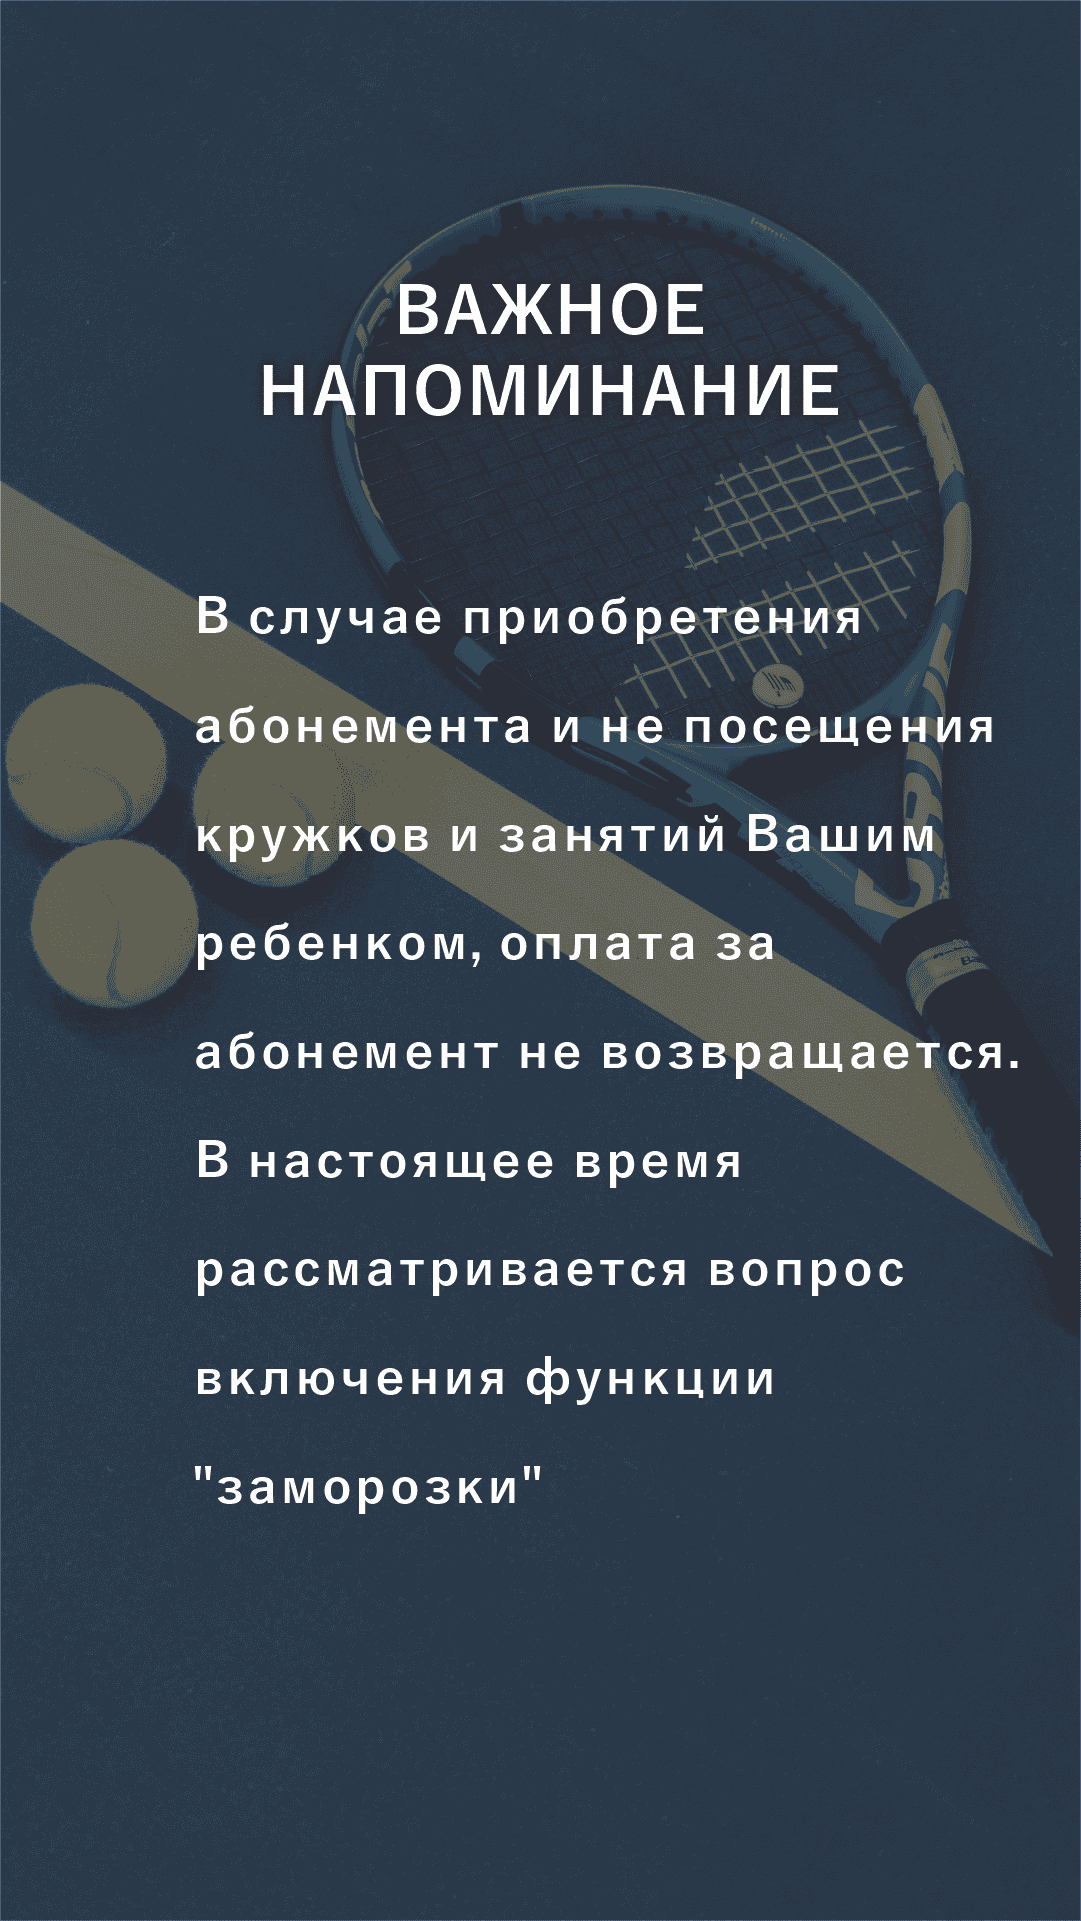 ВАЖНОЕ
НАПОМИНАНИЕ
В случае приобретения
абонемента и не посещения
кружков и занятий Вашим
ребенком, оплата за
абонемент не возвращается.
В настоящее время
рассматривается вопрос
включения функции
"заморозки"